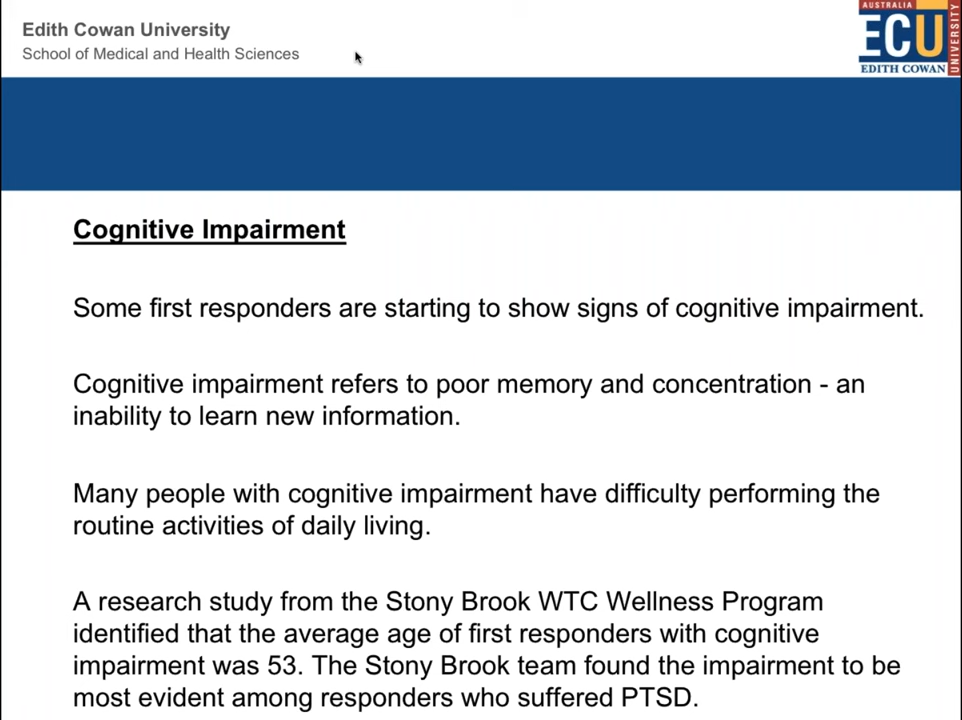 Edith Cowan University
School of Medical and Health Sciences
AUSTRALIA
ECU
EDITH COWAN
UNIVERSITY
Cognitive Impairment
Some first responders are starting to show signs of cognitive impairment.
Cognitive impairment refers to poor memory and concentration - an
inability to learn new information.
Many people with cognitive impairment have difficulty performing the
routine activities of daily living.
A research study from the Stony Brook WTC Wellness Program
identified that the average age of first responders with cognitive
impairment was 53. The Stony Brook team found the impairment to be
most evident among responders who suffered PTSD.